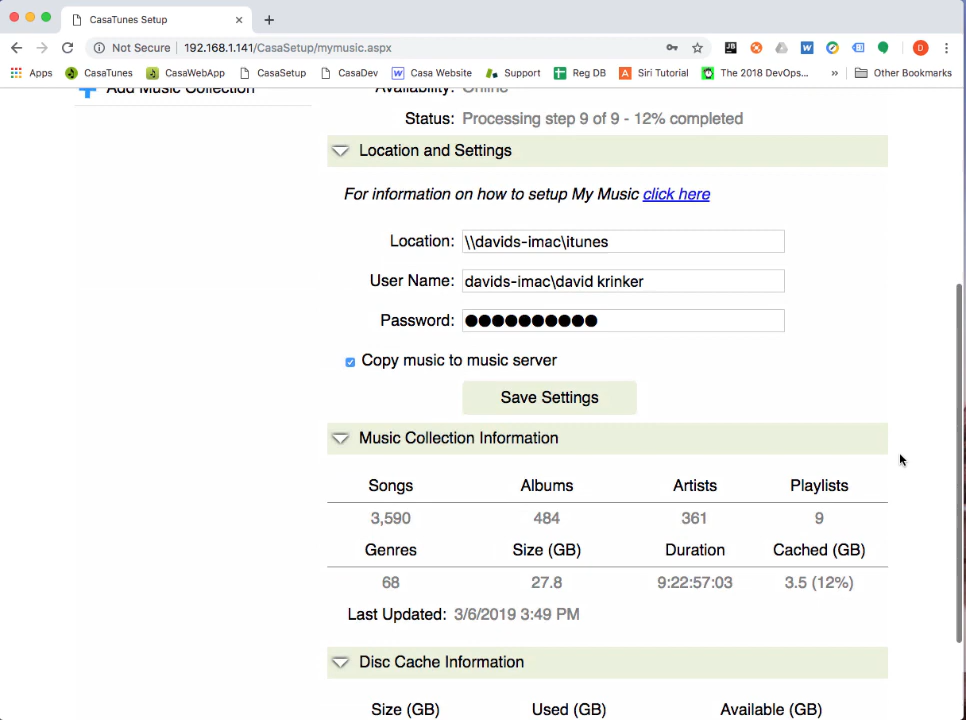 CasaTunes Setup
Not Secure 192.168.1.141/CasaSetup/mymusic.aspx
Apps CasaTunes CasaWebApp CasaSetup CasaDev Casa Website Support Reg DB Siri Tutorial The 2018 DevOps... » Other Bookmarks
Add Music Collection
Availability: Online
Status: Processing step 9 of 9 - 12% completed
Location and Settings
For information on how to setup My Music click here
Location: \\davids-imac\itunes
User Name: davids-imac\david krinker
Password: ●●●●●●●●●●
Copy music to music server
Save Settings
Music Collection Information
Songs Albums Artists Playlists
3,590 484 361 9
Genres Size (GB) Duration Cached (GB)
68 27.8 9:22:57:03 3.5 (12%)
Last Updated: 3/6/2019 3:49 PM
Disc Cache Information
Size (GB) Used (GB) Available (GB)